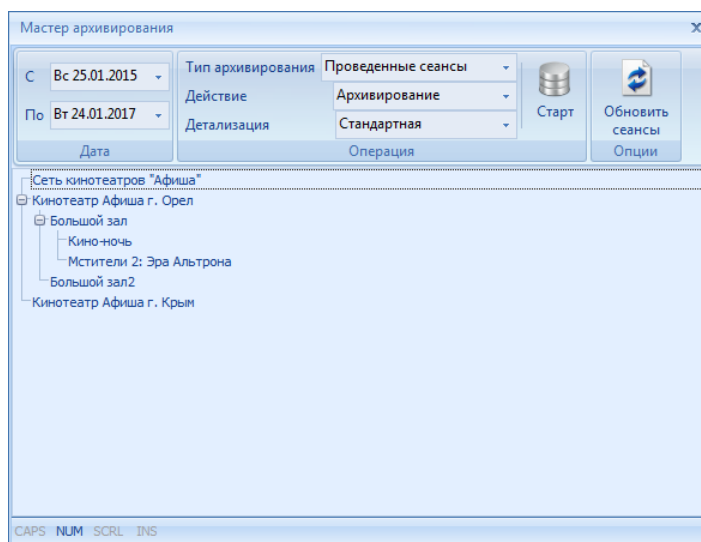 Мастер архивирования
С Вс 25.01.2015
По Вт 24.01.2017
Дата
Тип архивирования Проведенные сеансы
Действие Архивирование
Детализация Стандартная
Старт
Операция
Обновить
сеансы
Опции
Сеть кинотеатров "Афиша"
Кинотеатр Афиша г. Орел
Большой зал
Кино-ночь
Мстители 2: Эра Альтрона
Большой зал2
Кинотеатр Афиша г. Крым
CAPS NUM SCRL INS